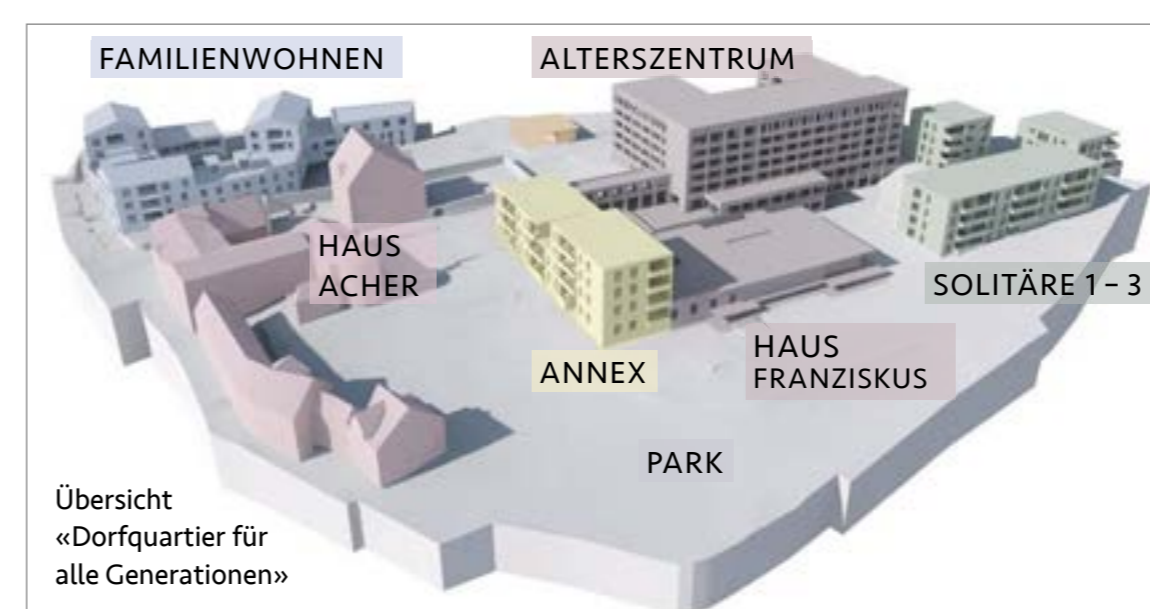 FAMILIENWOHNEN
ALTERSZENTRUM
HAUS
ACHER
SOLITÄRE 1 – 3
HAUS
FRANZISKUS
ANNEX
PARK
Übersicht
«Dorfquartier für
alle Generationen»